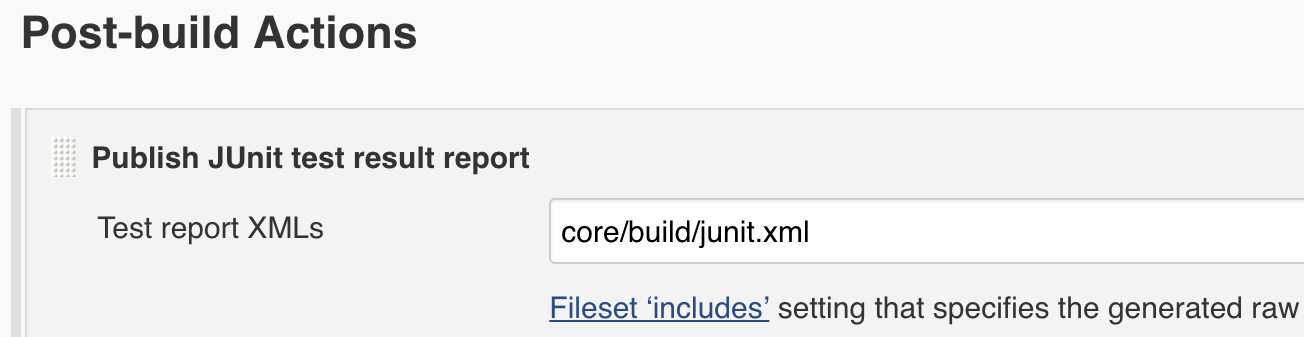 Post-build Actions
Publish JUnit test result report
Test report XMLs
core/build/junit.xml
Fileset ‘includes’ setting that specifies the generated raw